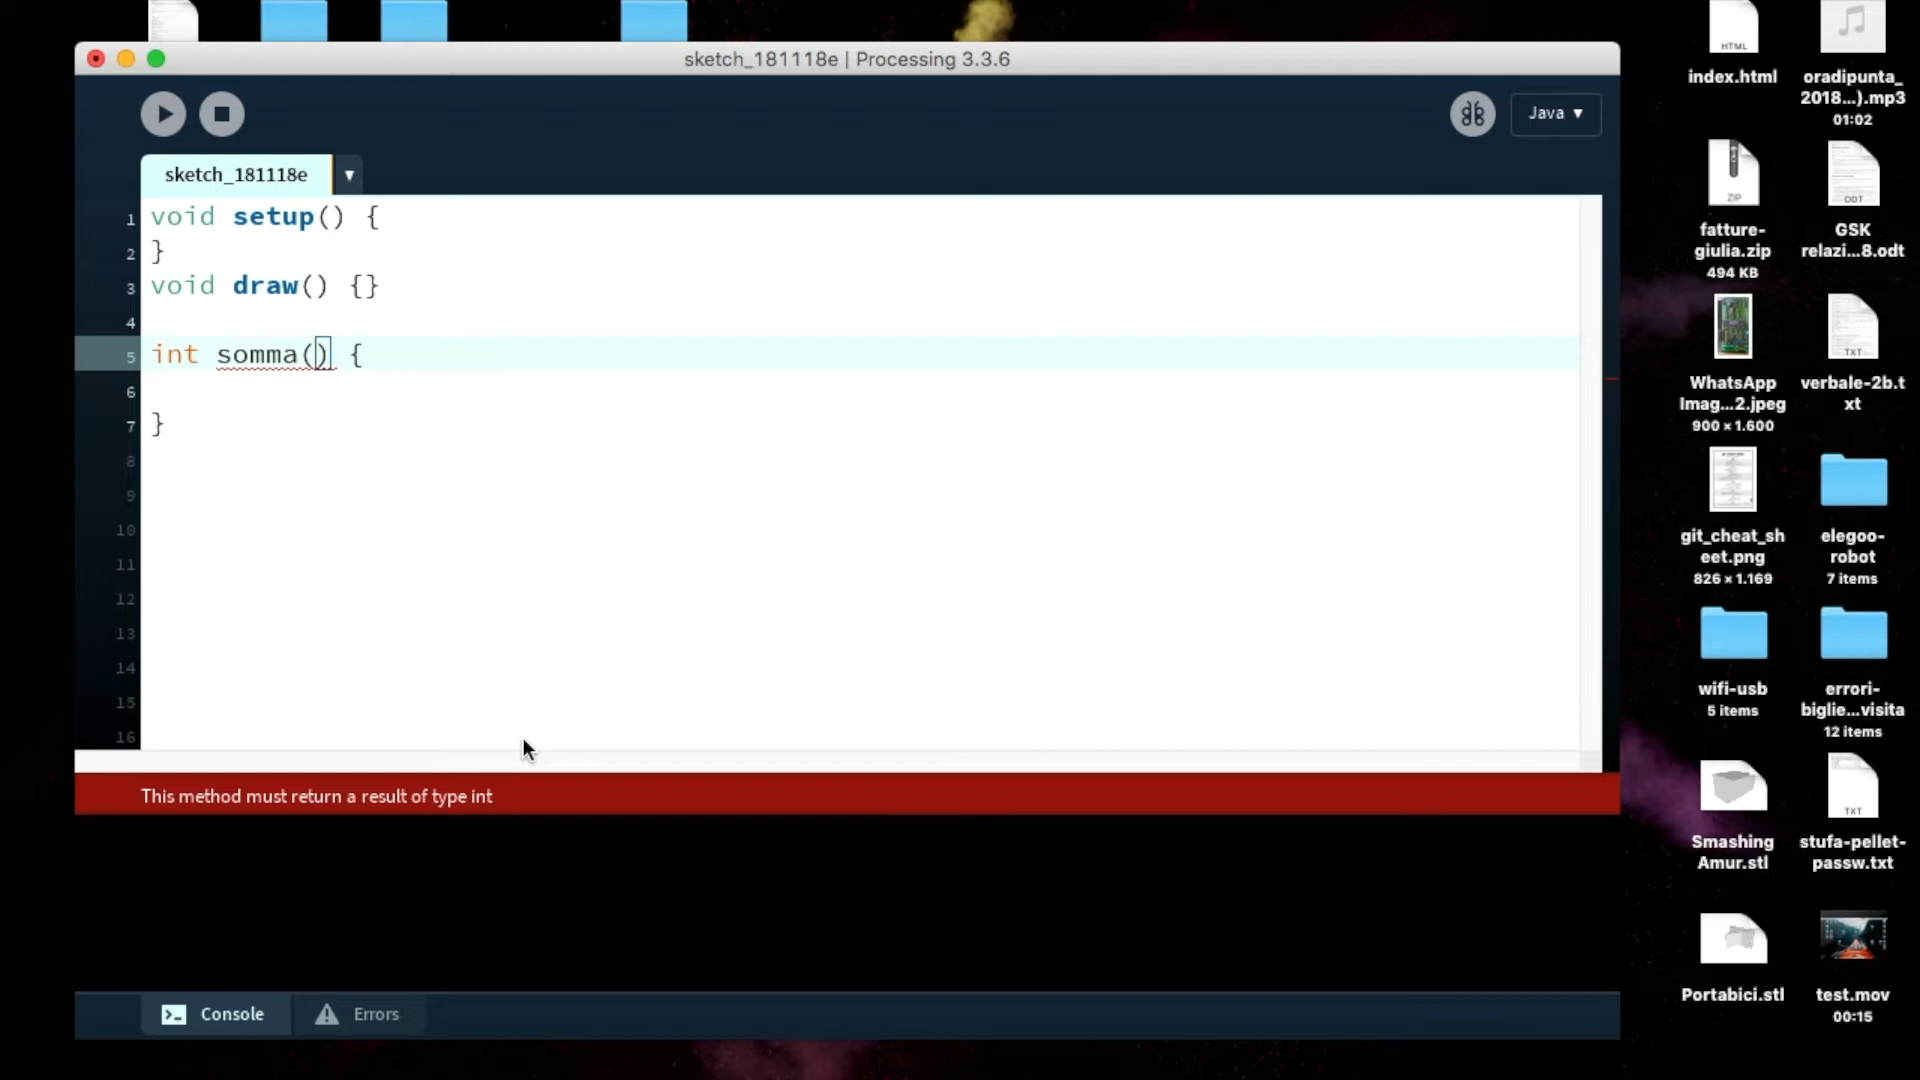 sketch_181118e | Processing 3.3.6
Java ▾
sketch_181118e ▾
1 void setup() {
2 }
3 void draw() {}
4
5 int somma() {
6
7 }
8
9
10
11
12
13
14
15
16
This method must return a result of type int
Console
Errors
HTML
index.html
oradipunta_
2018...).mp3
01:02
ZIP
fatture-
giulia.zip
494 KB
ODT
GSK
relazi...8.odt
WhatsApp
Imag...2.jpeg
900 × 1.600
TXT
verbale-2b.t
xt
git_cheat_sh
eet.png
826 × 1.169
elegoo-
robot
7 items
wifi-usb
5 items
errori-
biglie...visita
12 items
Smashing
Amur.stl
TXT
stufa-pellet-
passw.txt
Portabici.stl
test.mov
00:15